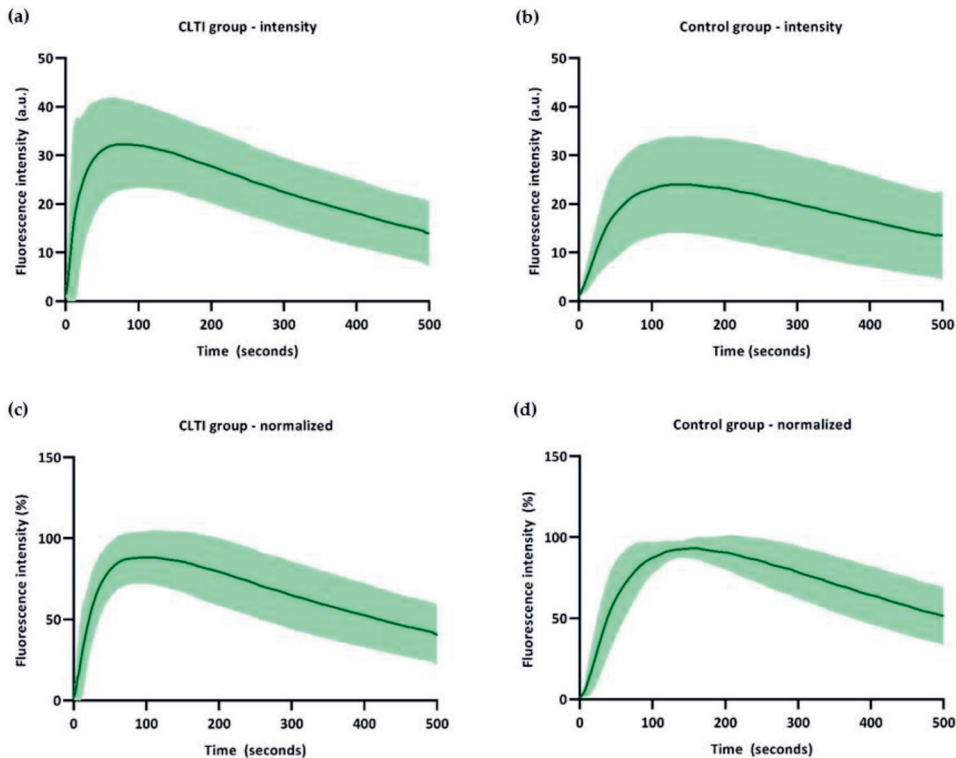 (a)
CLTI group - intensity
Fluorescence intensity (a.u.)
50
40
30
20
10
0
0 100 200 300 400 500
Time (seconds)
(b)
Control group - intensity
Fluorescence intensity (a.u.)
50
40
30
20
10
0
0 100 200 300 400 500
Time (seconds)
(c)
CLTI group - normalized
Fluorescence intensity (%)
150
100
50
0
0 100 200 300 400 500
Time (seconds)
(d)
Control group - normalized
Fluorescence intensity (%)
150
100
50
0
0 100 200 300 400 500
Time (seconds)